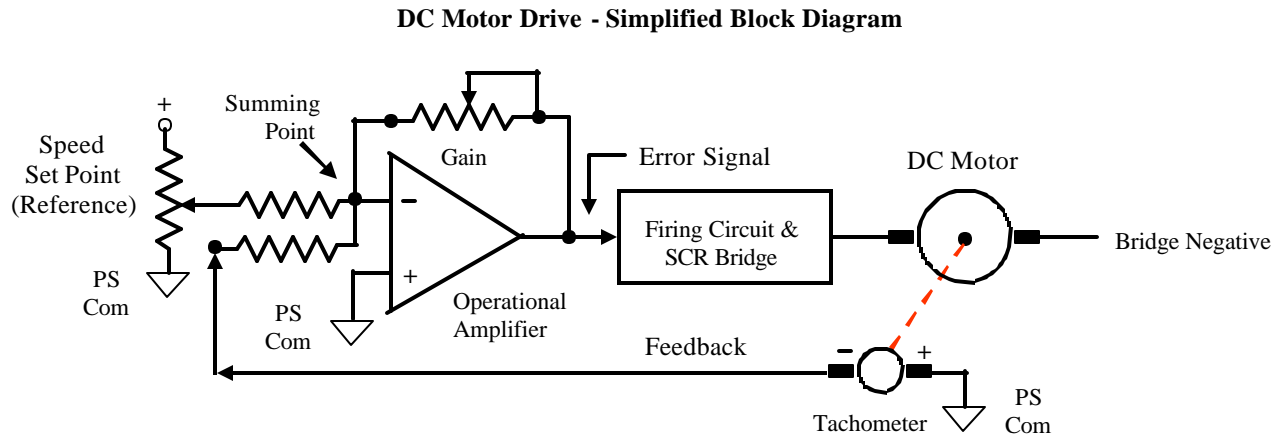 DC Motor Drive - Simplified Block Diagram
+
Speed
Set Point
(Reference)
PS
Com
Summing
Point
Gain
−
+
PS
Com
Operational
Amplifier
Error Signal
Firing Circuit &
SCR Bridge
DC Motor
Bridge Negative
Feedback
−
+
Tachometer
PS
Com